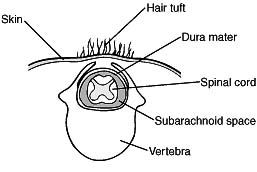 Hair tuft
Skin
Dura mater
Spinal cord
Subarachnoid space
Vertebra